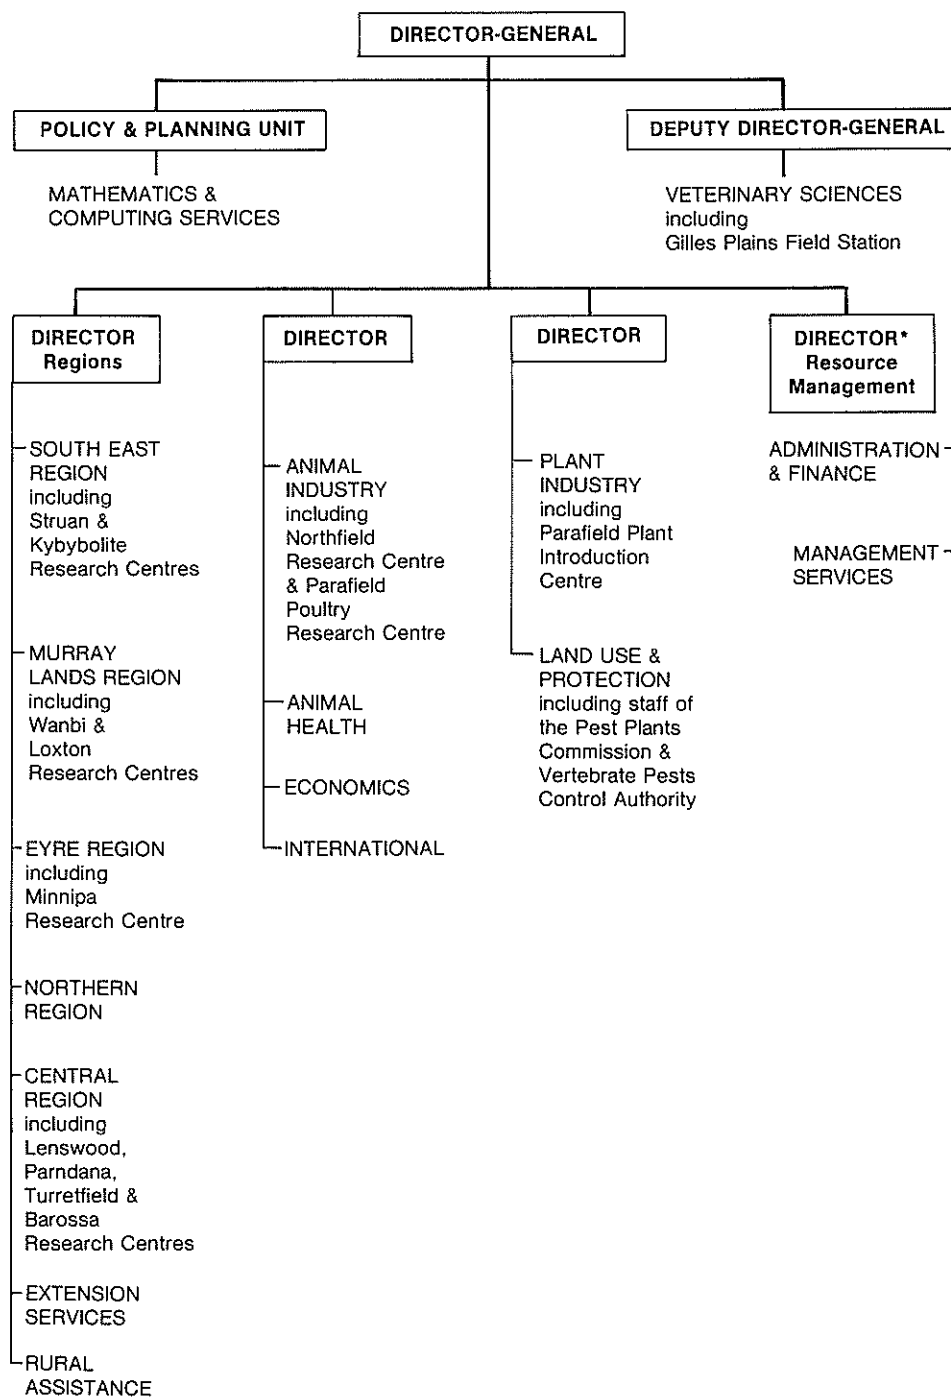 DIRECTOR-GENERAL
POLICY & PLANNING UNIT
MATHEMATICS &
COMPUTING SERVICES
DEPUTY DIRECTOR-GENERAL
VETERINARY SCIENCES
including
Gilles Plains Field Station
DIRECTOR
Regions
SOUTH EAST
REGION
including
Struan &
Kybybolite
Research Centres
MURRAY
LANDS REGION
including
Wanbi &
Loxton
Research Centres
EYRE REGION
including
Minnipa
Research Centre
NORTHERN
REGION
CENTRAL
REGION
including
Lenswood,
Parndana,
Turretfield &
Barossa
Research Centres
EXTENSION
SERVICES
RURAL
ASSISTANCE
DIRECTOR
ANIMAL
INDUSTRY
including
Northfield
Research Centre
& Parafield
Poultry
Research Centre
ANIMAL
HEALTH
ECONOMICS
INTERNATIONAL
DIRECTOR
PLANT
INDUSTRY
including
Parafield Plant
Introduction
Centre
LAND USE &
PROTECTION
including staff of
the Pest Plants
Commission &
Vertebrate Pests
Control Authority
DIRECTOR*
Resource
Management
ADMINISTRATION
& FINANCE
MANAGEMENT
SERVICES